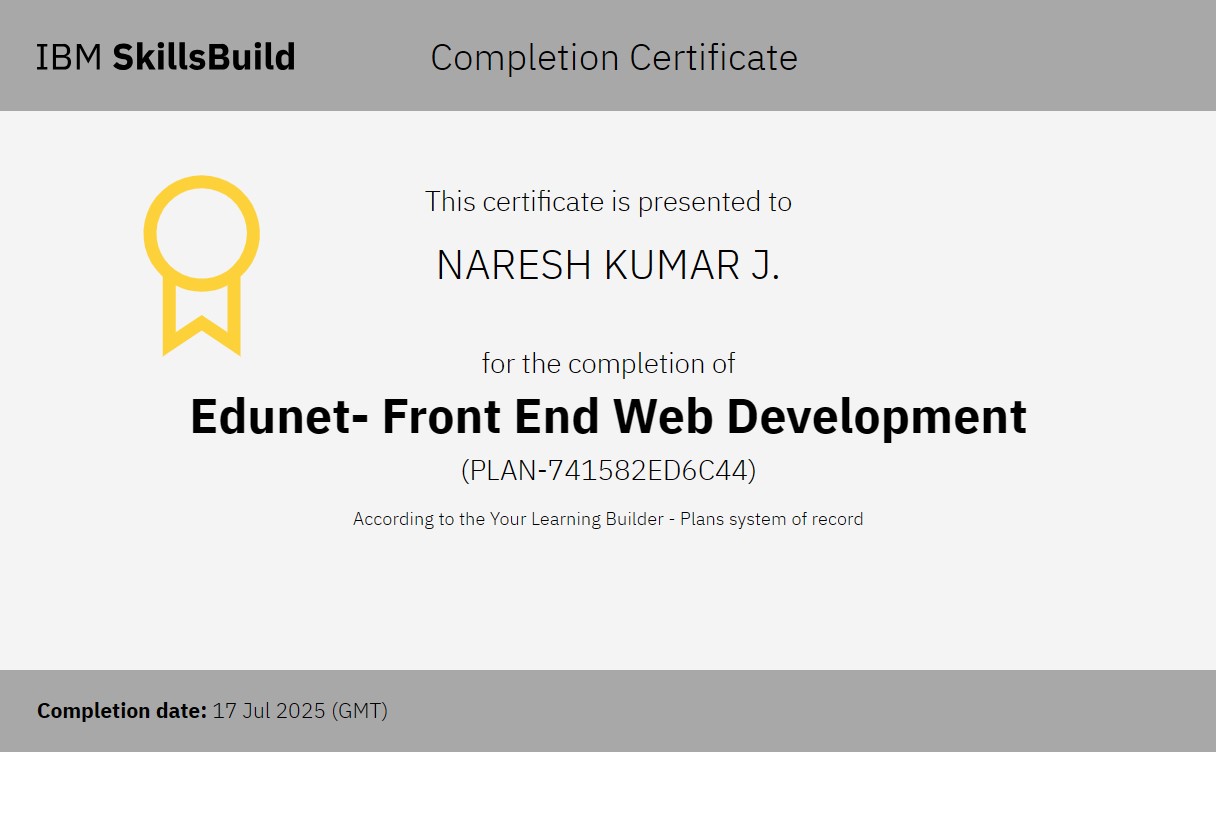 IBM SkillsBuild
Completion Certificate
This certificate is presented to
NARESH KUMAR J.
for the completion of
Edunet- Front End Web Development
(PLAN-741582ED6C44)
According to the Your Learning Builder - Plans system of record
Completion date: 17 Jul 2025 (GMT)